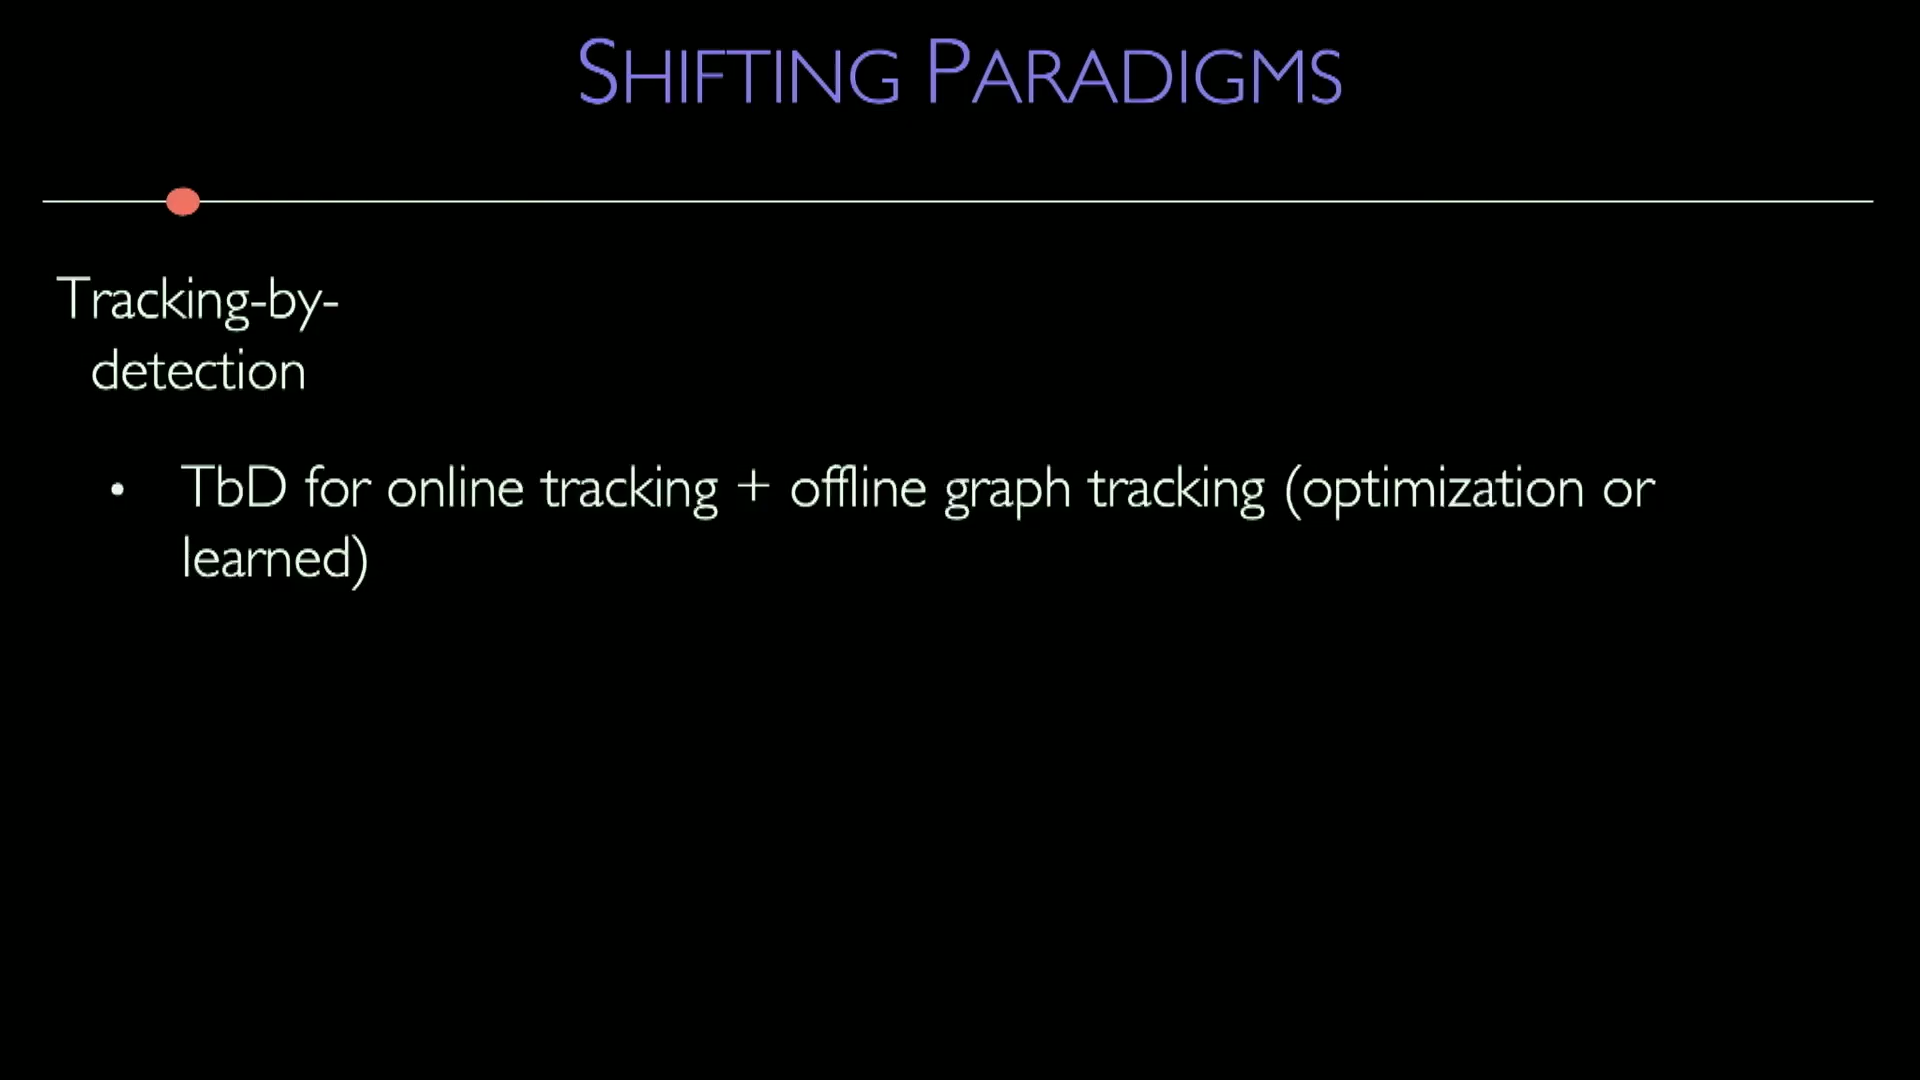 SHIFTING PARADIGMS
Tracking-by-
detection
• TbD for online tracking + offline graph tracking (optimization or
learned)